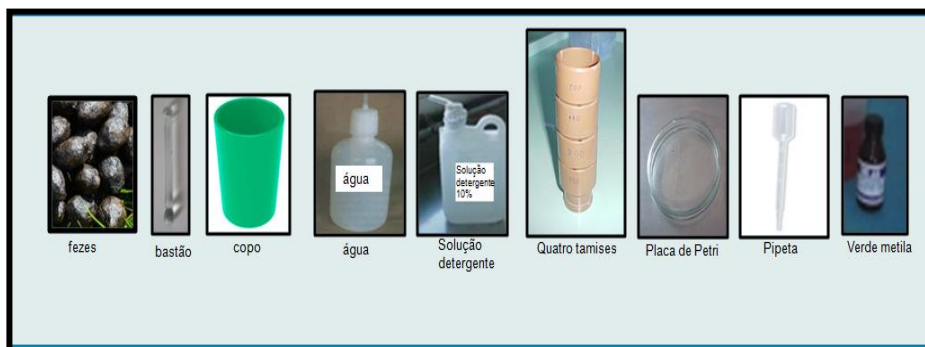 água
Solução
detergente
10%
fezes
bastão
copo
água
Solução
detergente
Quatro tamises
Placa de Petri
Pipeta
Verde metila